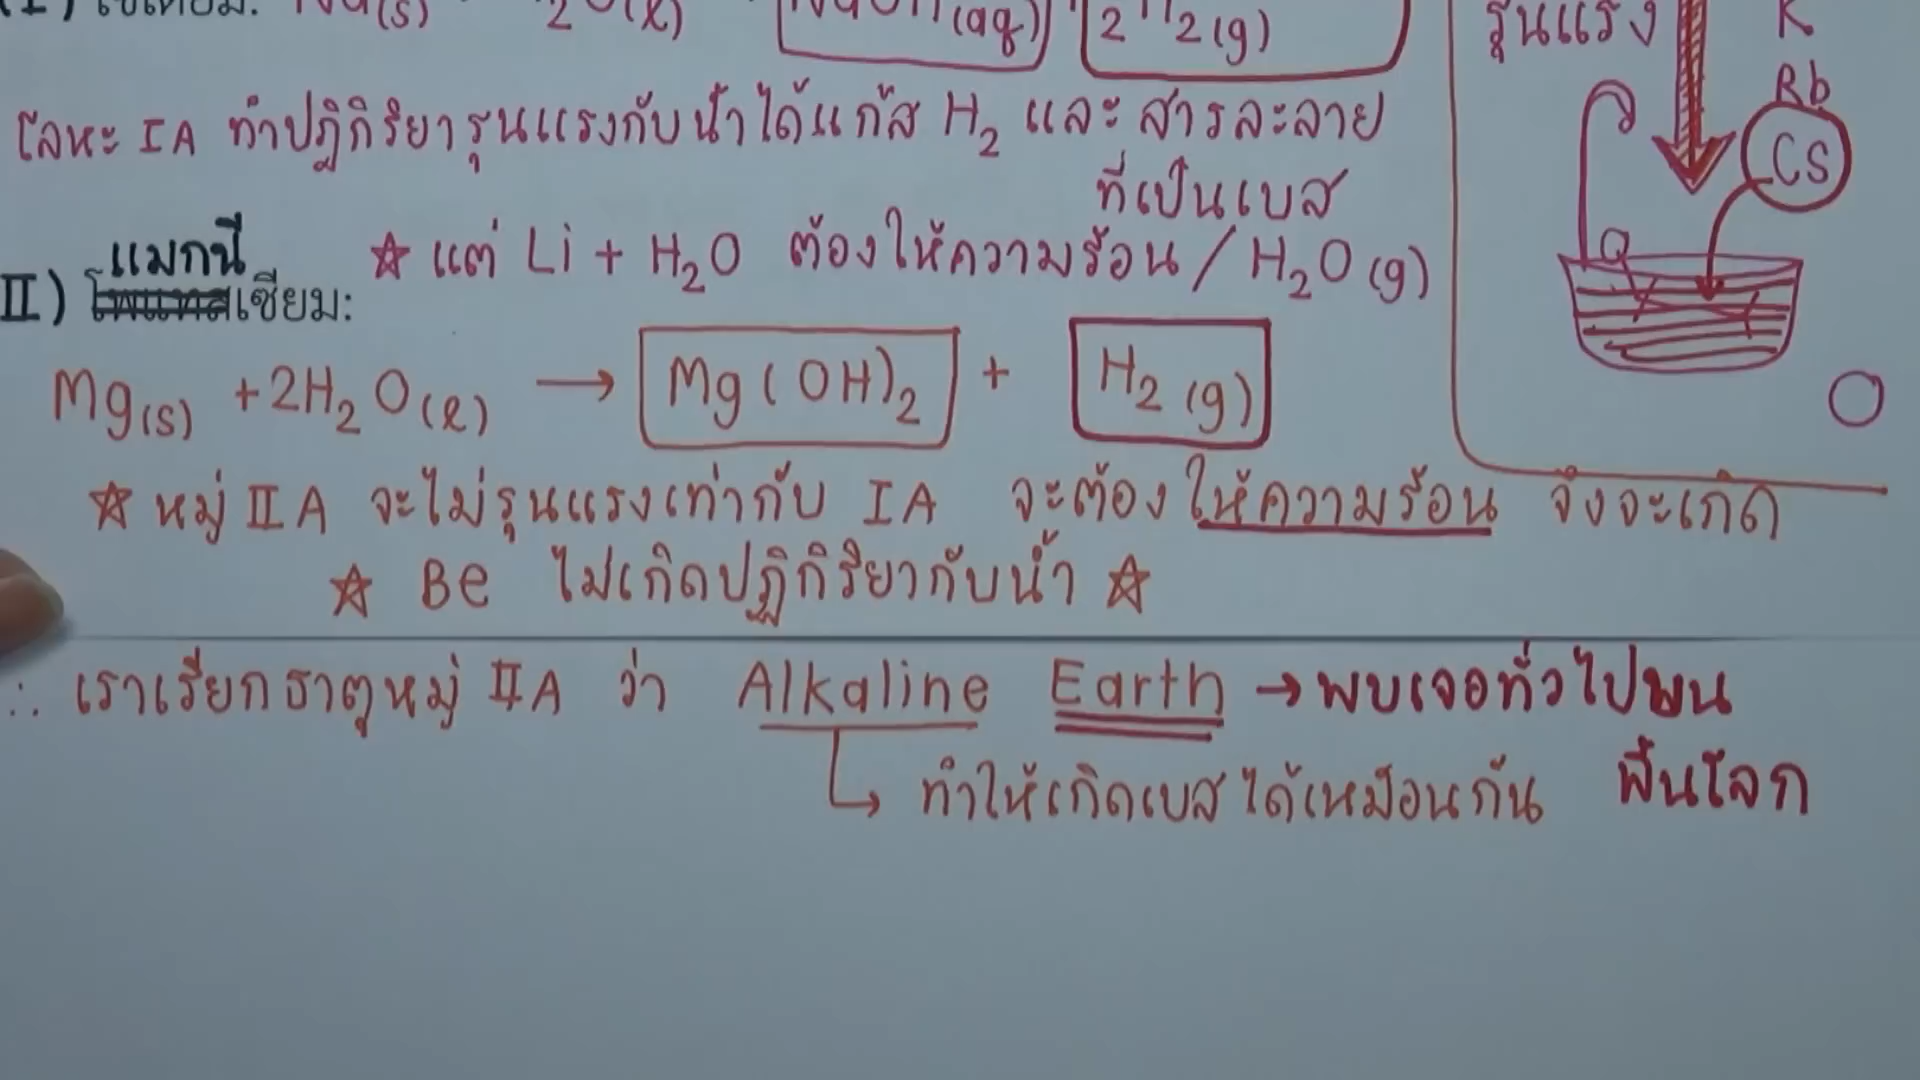 โลหะ IA ทำปฏิกิริยารุนแรงกับน้ำได้แก๊ส H₂ และ สารละลาย
ที่เป็นเบส
☆ แต่ Li + H₂O ต้องให้ความร้อน / H₂O (g)
แมกนี
II) โพแทสเซียม:
Mg(s) + 2H₂O(l) → Mg(OH)₂ + H₂(g)
☆ หมู่ IIA จะไม่รุนแรงเท่ากับ IA จะต้องให้ความร้อน จึงจะเกิด
☆ Be ไม่เกิดปฏิกิริยากับน้ำ ☆
∴ เราเรียกธาตุหมู่ IIA ว่า Alkaline Earth → พบเจอทั่วไปบน
พื้นโลก
↳ ทำให้เกิดเบสได้เหมือนกัน
รุนแรง
K
Rb
Cs